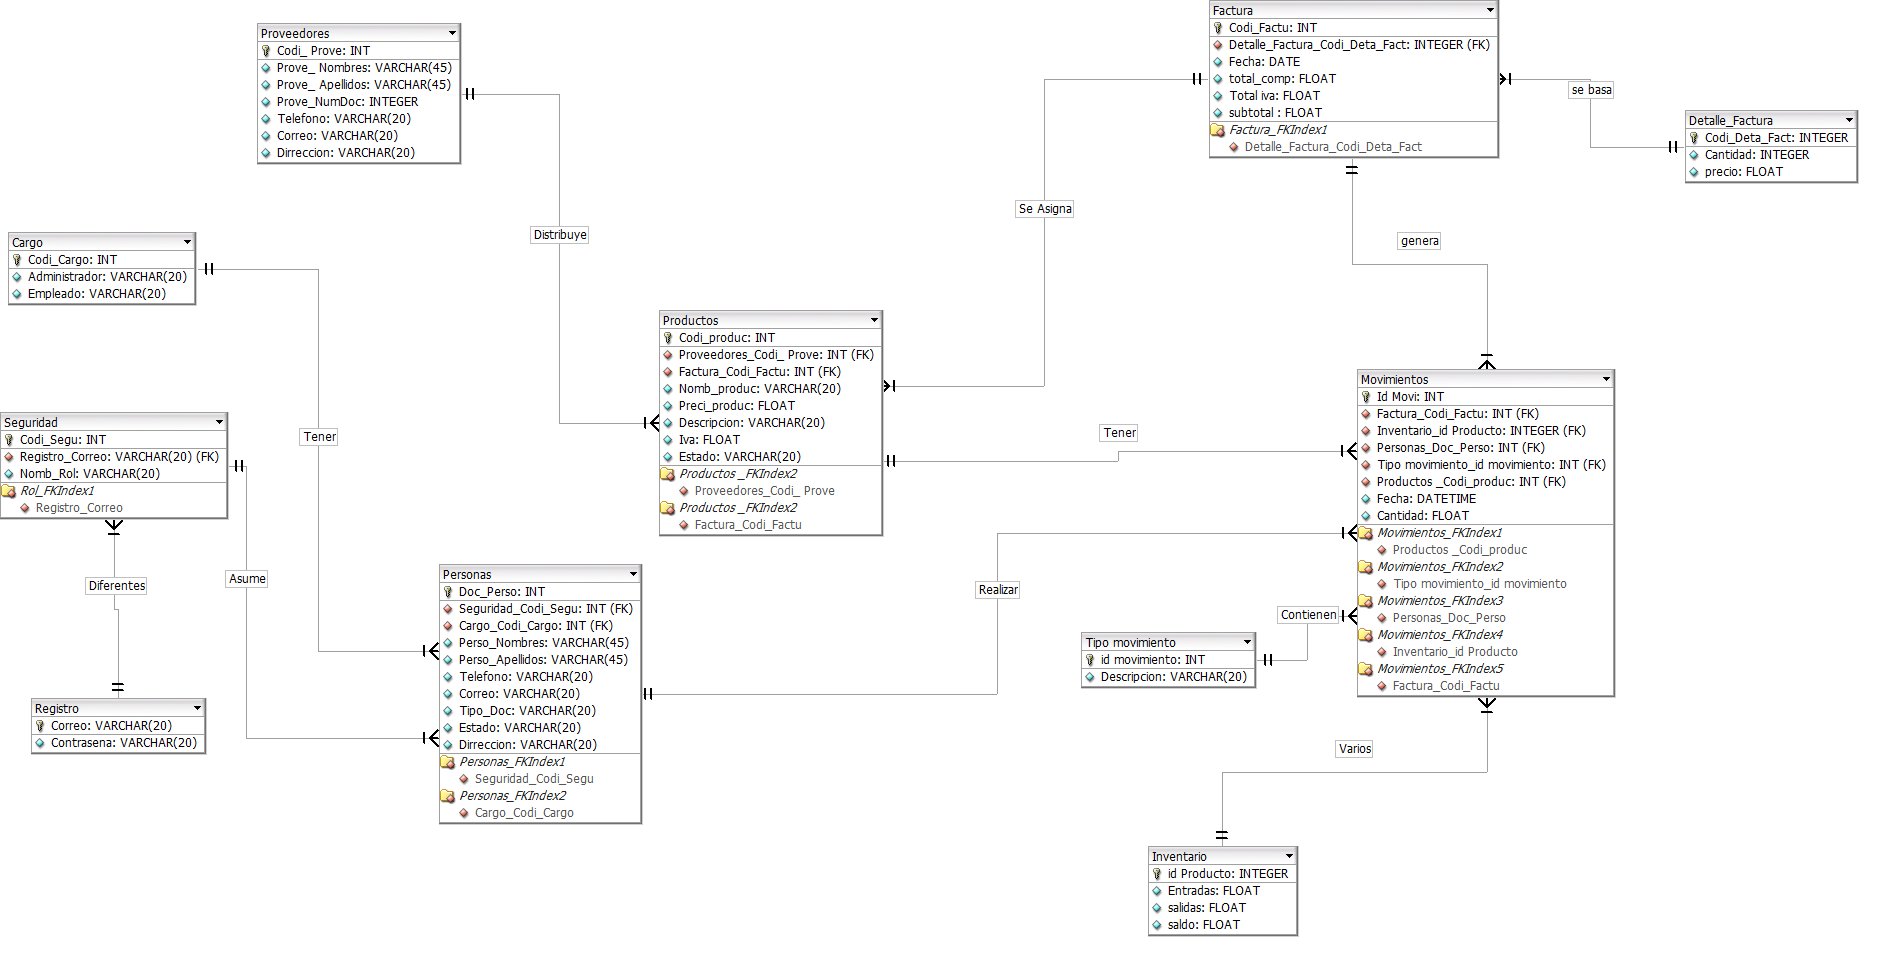 Proveedores
Codi_ Prove: INT
Prove_ Nombres: VARCHAR(45)
Prove_ Apellidos: VARCHAR(45)
Prove_NumDoc: INTEGER
Telefono: VARCHAR(20)
Correo: VARCHAR(20)
Dirreccion: VARCHAR(20)
Factura
Codi_Factu: INT
Detalle_Factura_Codi_Deta_Fact: INTEGER (FK)
Fecha: DATE
total_comp: FLOAT
Total iva: FLOAT
subtotal : FLOAT
Factura_FKIndex1
Detalle_Factura_Codi_Deta_Fact
se basa
Detalle_Factura
Codi_Deta_Fact: INTEGER
Cantidad: INTEGER
precio: FLOAT
Se Asigna
Distribuye
genera
Cargo
Codi_Cargo: INT
Administrador: VARCHAR(20)
Empleado: VARCHAR(20)
Tener
Productos
Codi_produc: INT
Proveedores_Codi_ Prove: INT (FK)
Factura_Codi_Factu: INT (FK)
Nomb_produc: VARCHAR(20)
Preci_produc: FLOAT
Descripcion: VARCHAR(20)
Iva: FLOAT
Estado: VARCHAR(20)
Productos _FKIndex2
Proveedores_Codi_ Prove
Productos _FKIndex2
Factura_Codi_Factu
Tener
Movimientos
Id Movi: INT
Factura_Codi_Factu: INT (FK)
Inventario_id Producto: INTEGER (FK)
Personas_Doc_Perso: INT (FK)
Tipo movimiento_id movimiento: INT (FK)
Productos _Codi_produc: INT (FK)
Fecha: DATETIME
Cantidad: FLOAT
Movimientos_FKIndex1
Productos _Codi_produc
Movimientos_FKIndex2
Tipo movimiento_id movimiento
Movimientos_FKIndex3
Personas_Doc_Perso
Movimientos_FKIndex4
Inventario_id Producto
Movimientos_FKIndex5
Factura_Codi_Factu
Seguridad
Codi_Segu: INT
Registro_Correo: VARCHAR(20) (FK)
Nomb_Rol: VARCHAR(20)
Rol_FKIndex1
Registro_Correo
Diferentes
Asume
Personas
Doc_Perso: INT
Seguridad_Codi_Segu: INT (FK)
Cargo_Codi_Cargo: INT (FK)
Perso_Nombres: VARCHAR(45)
Perso_Apellidos: VARCHAR(45)
Telefono: VARCHAR(20)
Correo: VARCHAR(20)
Tipo_Doc: VARCHAR(20)
Estado: VARCHAR(20)
Dirreccion: VARCHAR(20)
Personas_FKIndex1
Seguridad_Codi_Segu
Personas_FKIndex2
Cargo_Codi_Cargo
Realizar
Contienen
Tipo movimiento
id movimiento: INT
Descripcion: VARCHAR(20)
Registro
Correo: VARCHAR(20)
Contrasena: VARCHAR(20)
Varios
Inventario
id Producto: INTEGER
Entradas: FLOAT
salidas: FLOAT
saldo: FLOAT